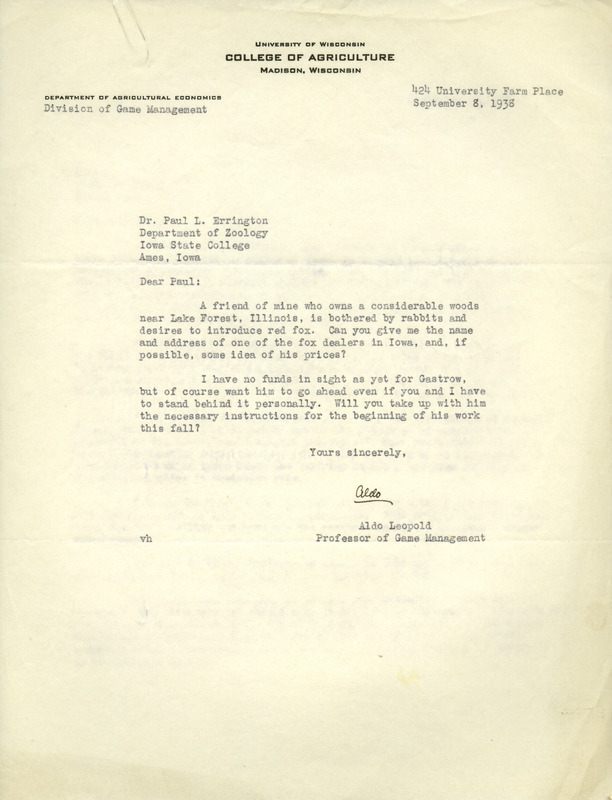 UNIVERSITY OF WISCONSIN
COLLEGE OF AGRICULTURE
MADISON, WISCONSIN
DEPARTMENT OF AGRICULTURAL ECONOMICS
Division of Game Management
424 University Farm Place
September 8, 1938
Dr. Paul L. Errington
Department of Zoology
Iowa State College
Ames, Iowa
Dear Paul:
A friend of mine who owns a considerable woods
near Lake Forest, Illinois, is bothered by rabbits and
desires to introduce red fox. Can you give me the name
and address of one of the fox dealers in Iowa, and, if
possible, some idea of his prices?
I have no funds in sight as yet for Gastrow,
but of course want him to go ahead even if you and I have
to stand behind it personally. Will you take up with him
the necessary instructions for the beginning of his work
this fall?
Yours sincerely,
Aldo
Aldo Leopold
Professor of Game Management
vh